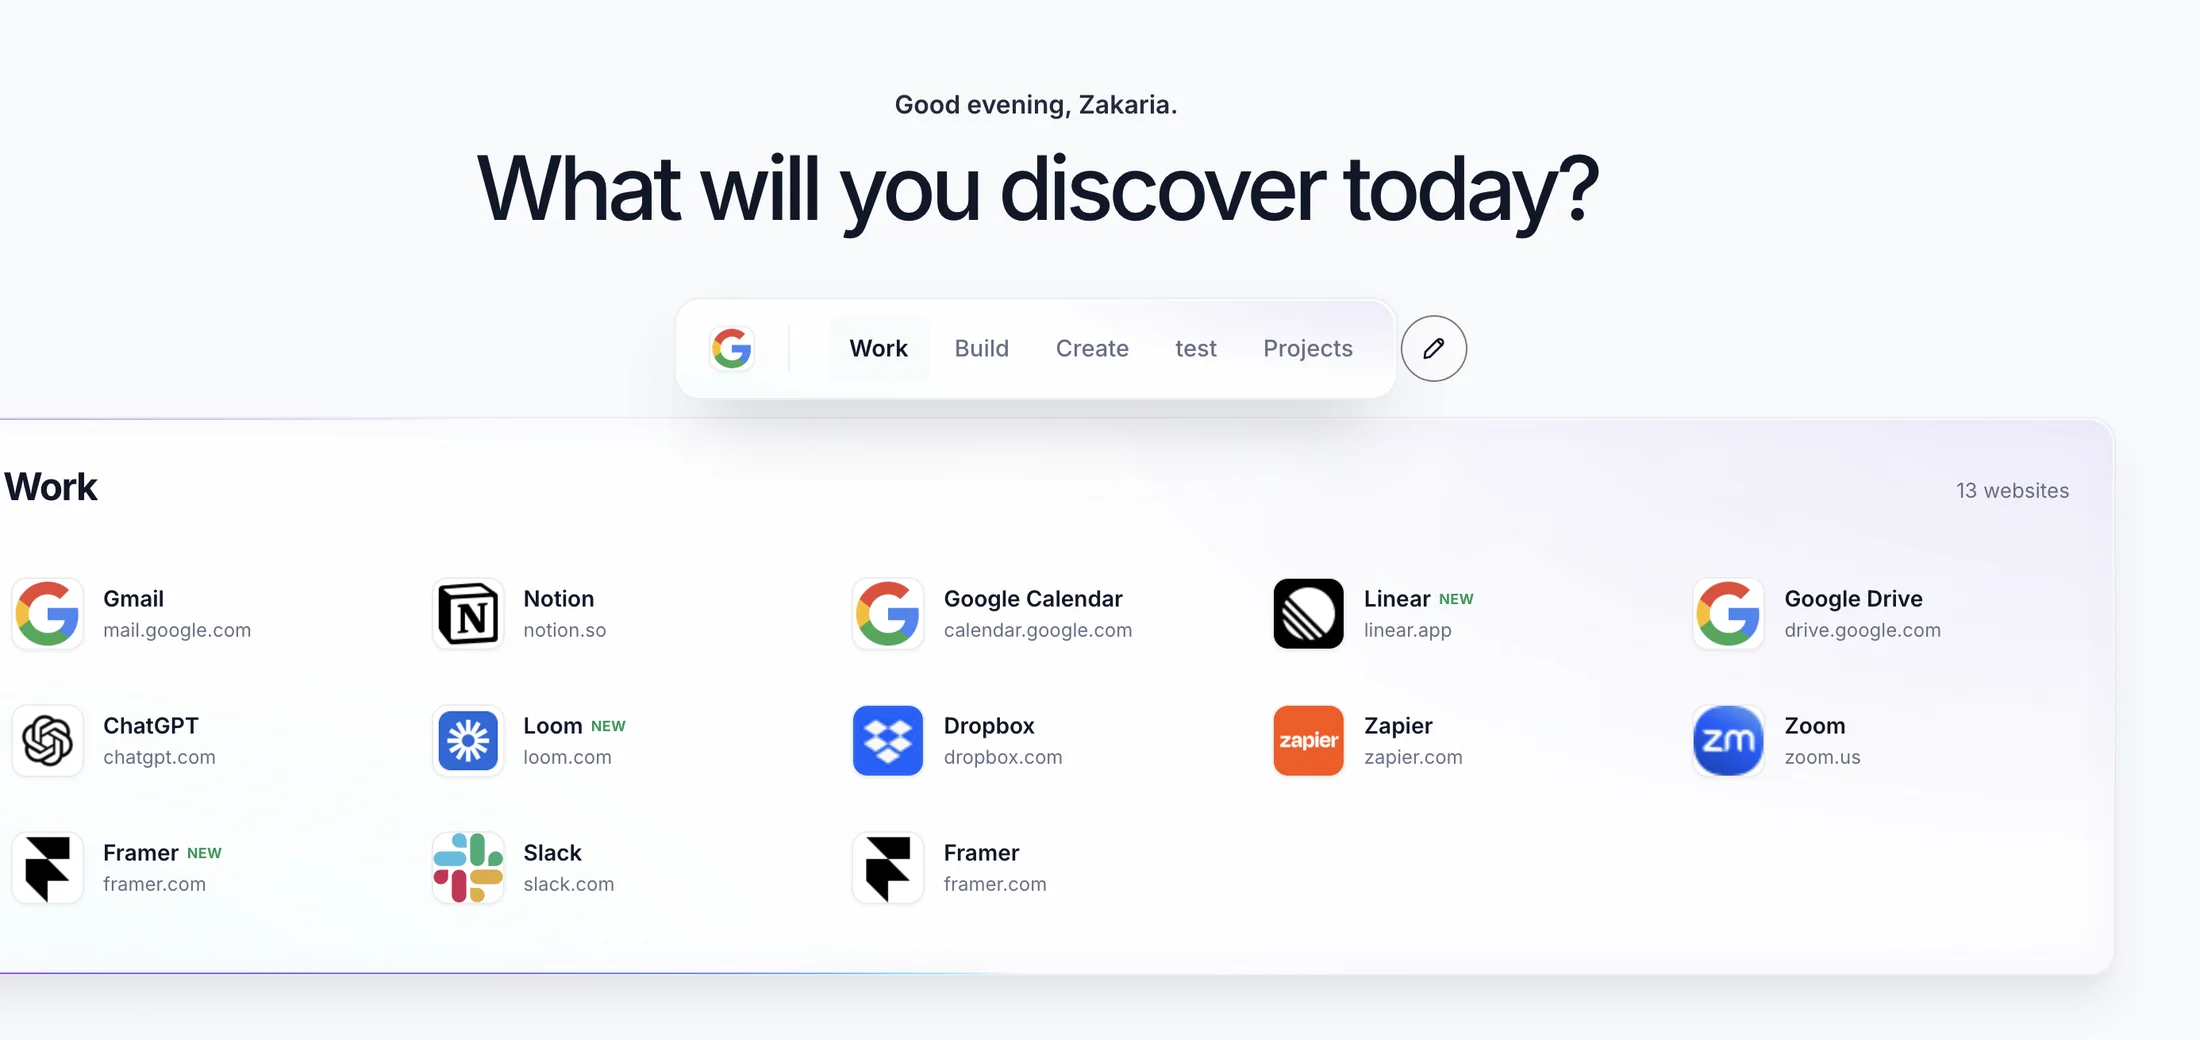 Good evening, Zakaria.
What will you discover today?
Work Build Create test Projects
Work
13 websites
Gmail
mail.google.com
Notion
notion.so
Google Calendar
calendar.google.com
Linear NEW
linear.app
Google Drive
drive.google.com
ChatGPT
chatgpt.com
Loom NEW
loom.com
Dropbox
dropbox.com
zapier
Zapier
zapier.com
zm
Zoom
zoom.us
Framer NEW
framer.com
Slack
slack.com
Framer
framer.com